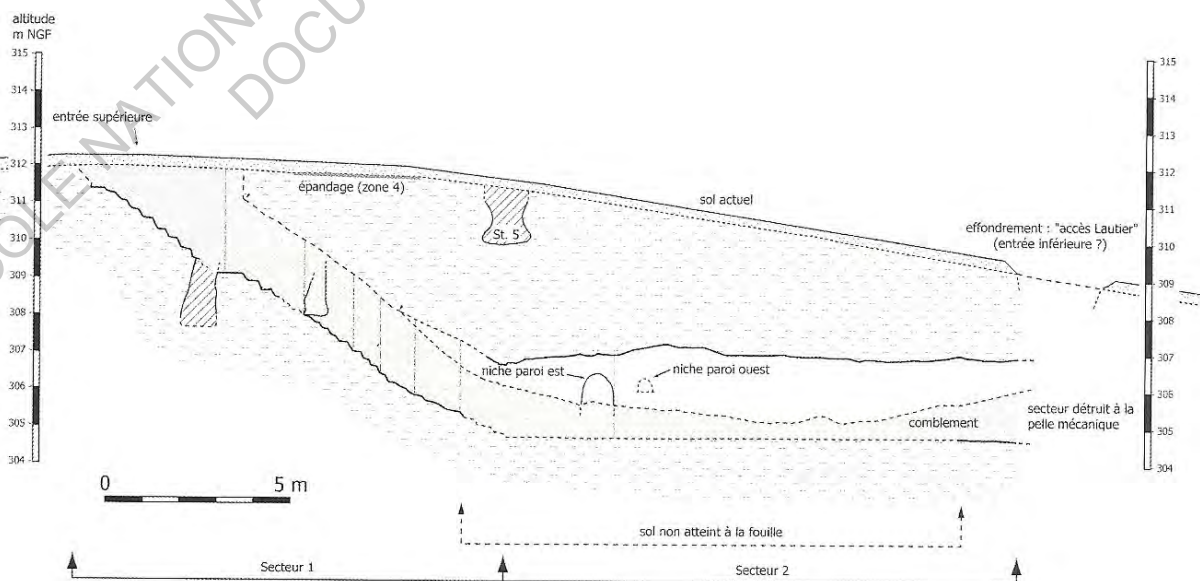 ÉCOLE NATIONA
DOCU
altitude
m NGF
315
314
313
312
311
310
309
308
307
306
305
304
entrée supérieure
épandage (zone 4)
St. 5
sol actuel
effondrement : "accès Lautier"
(entrée inférieure ?)
315
314
313
312
311
310
309
308
307
306
305
304
niche paroi est
niche paroi ouest
comblement
secteur détruit à la
pelle mécanique
0 5 m
sol non atteint à la fouille
Secteur 1
Secteur 2